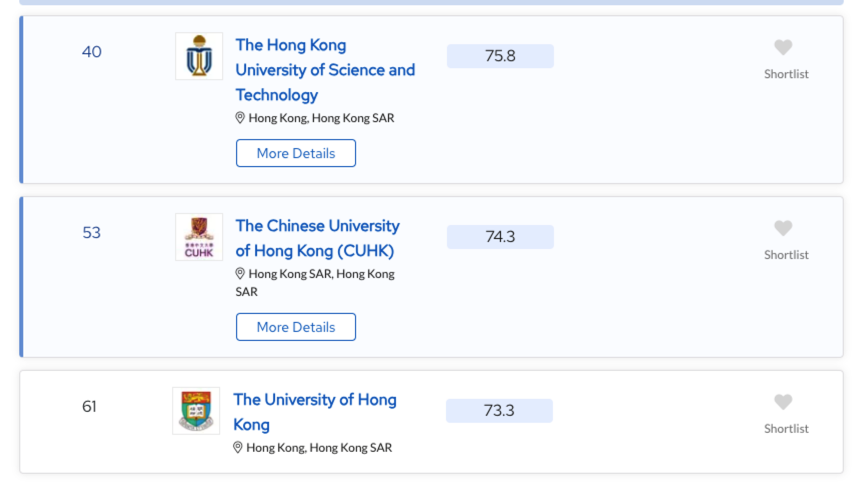 40
The Hong Kong
University of Science and
Technology
Hong Kong, Hong Kong SAR
More Details
75.8
Shortlist
53
CUHK
The Chinese University
of Hong Kong (CUHK)
Hong Kong SAR, Hong Kong
SAR
More Details
74.3
Shortlist
61
The University of Hong
Kong
Hong Kong, Hong Kong SAR
73.3
Shortlist